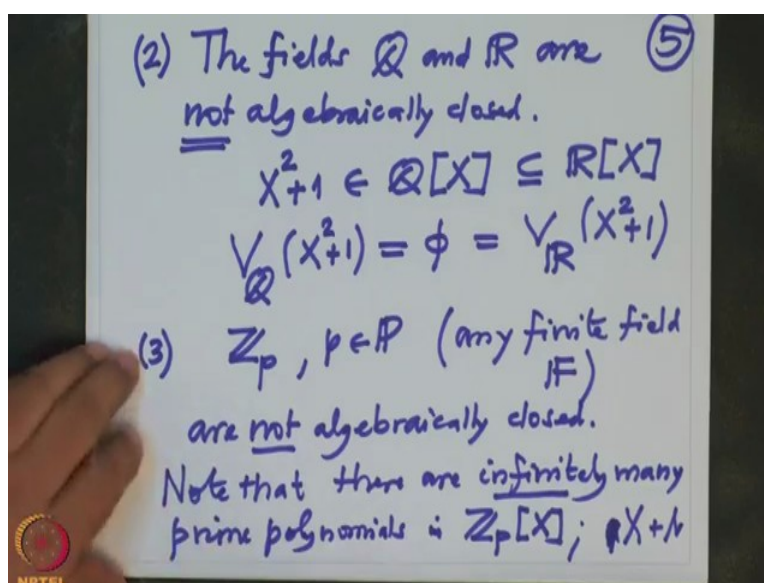 (2) The fields ℚ and ℝ are ⑤
not algebraically closed.
X²+1 ∈ ℚ[X] ⊆ ℝ[X]
V_ℚ(X²+1) = φ = V_ℝ(X²+1)
(3) ℤ_p, p∈ℙ (any finite field
𝔽)
are not algebraically closed.
Note that there are infinitely many
prime polynomials in ℤ_p[X];
NPTEL